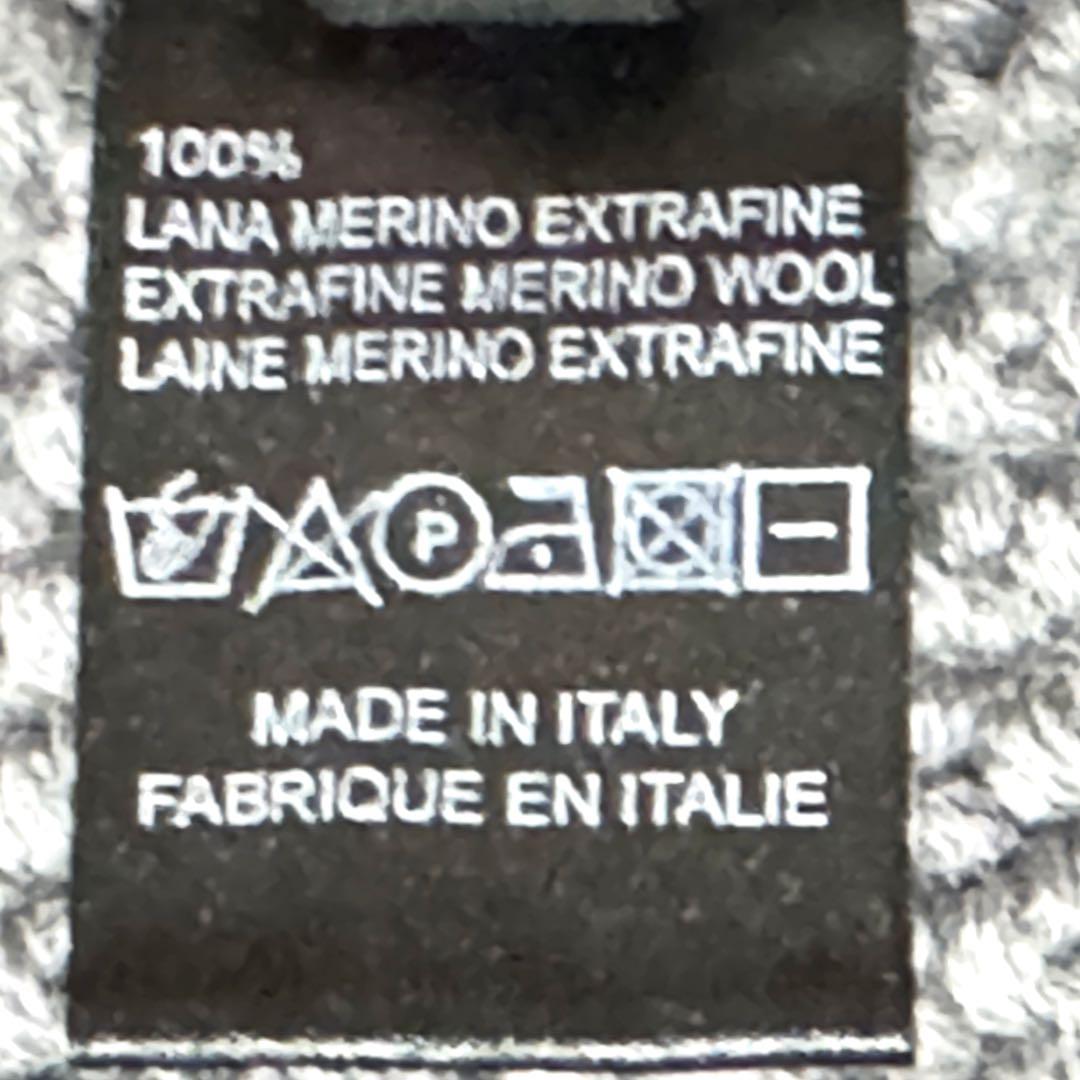 100%
LANA MERINO EXTRAFINE
EXTRAFINE MERINO WOOL
LAINE MERINO EXTRAFINE
P
MADE IN ITALY
FABRIQUE EN ITALIE